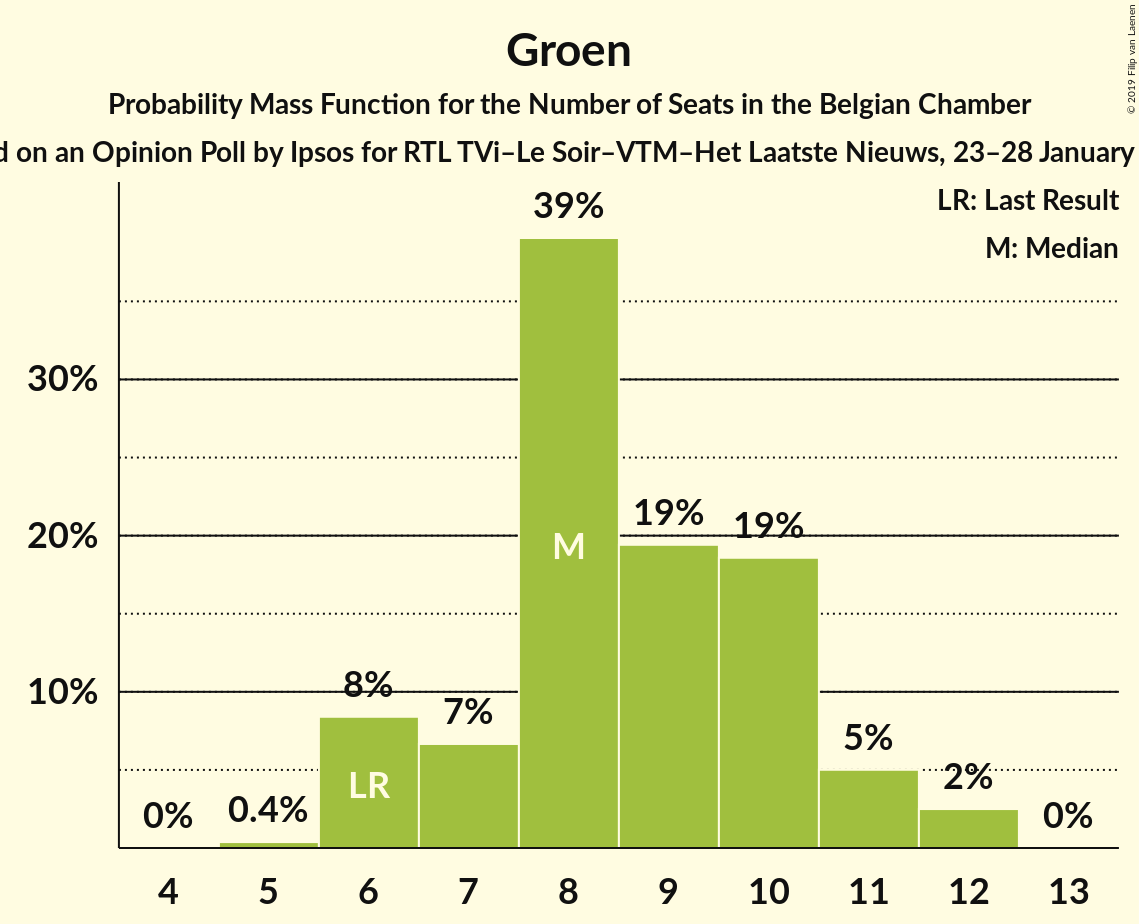 Groen
Probability Mass Function for the Number of Seats in the Belgian Chamber
on an Opinion Poll by Ipsos for RTL TVi–Le Soir–VTM–Het Laatste Nieuws, 23–28 January
© 2019 Filip van Laenen
LR: Last Result
M: Median
39%
30%
M
19%
19%
20%
8%
7%
10%
LR
5%
2%
0%
0.4%
0%
4 5 6 7 8 9 10 11 12 13